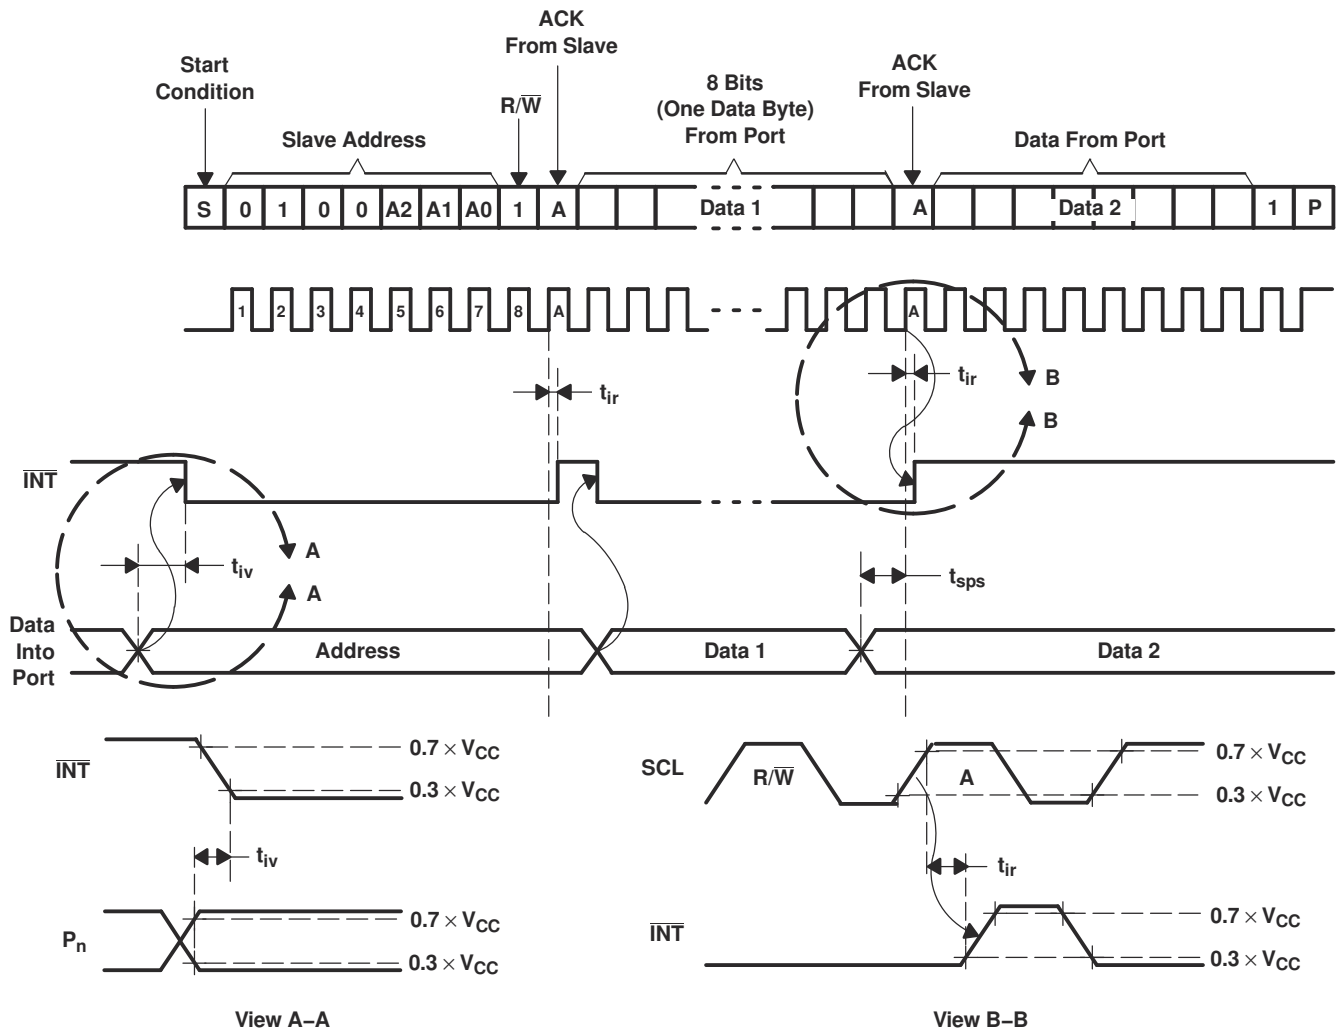 ACK
From Slave
Start
Condition
R/W̅
8 Bits
(One Data Byte)
From Port
ACK
From Slave
Slave Address
Data From Port
S 0 1 0 0 A2 A1 A0 1 A Data 1 A Data 2 1 P
1 2 3 4 5 6 7 8 A A
t_ir
t_ir
B
B
I̅N̅T̅
A
A
t_iv
t_sps
Data
Into
Port
Address
Data 1
Data 2
I̅N̅T̅
0.7 × V_CC
0.3 × V_CC
t_iv
P_n
0.7 × V_CC
0.3 × V_CC
View A–A
SCL
R/W̅
A
0.7 × V_CC
0.3 × V_CC
t_ir
I̅N̅T̅
0.7 × V_CC
0.3 × V_CC
View B–B